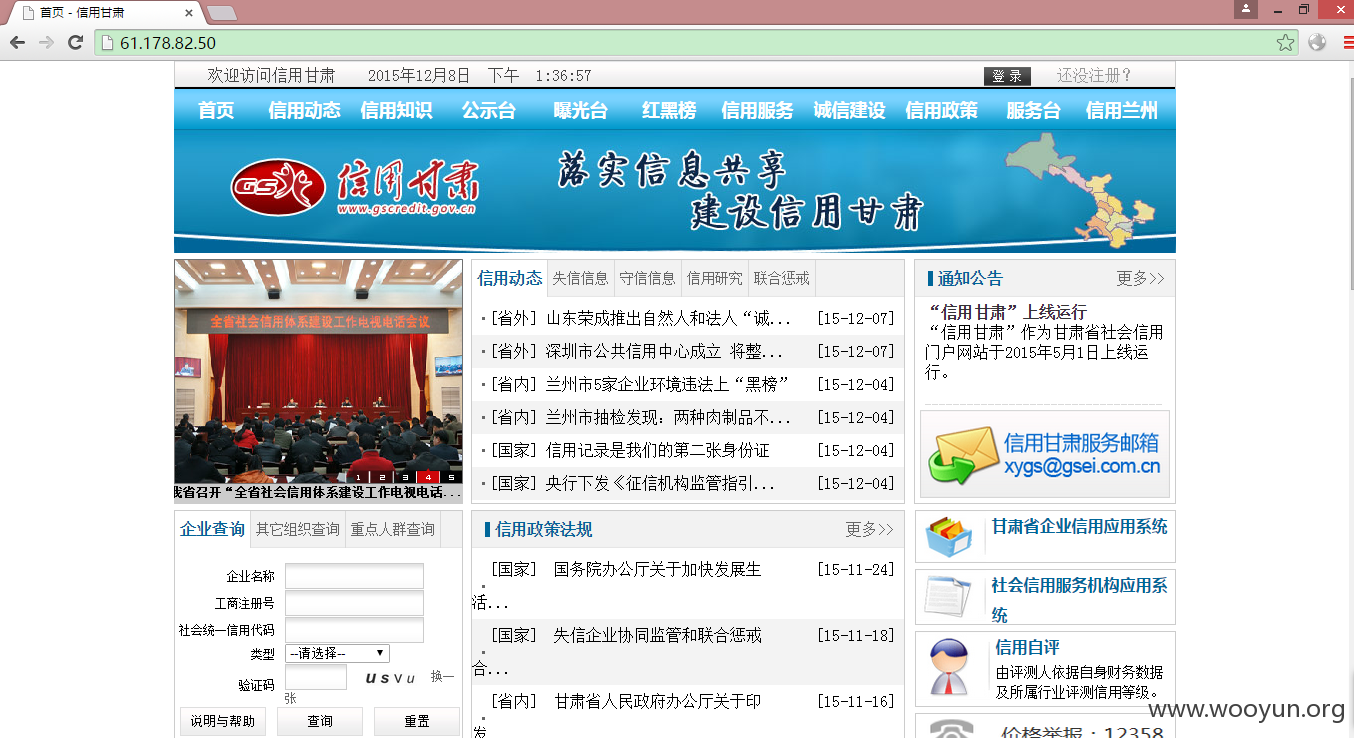 首页 - 信用甘肃
61.178.82.50
欢迎访问信用甘肃 2015年12月8日 下午 1:36:57 登 录 还没注册？
首页 信用动态 信用知识 公示台 曝光台 红黑榜 信用服务 诚信建设 信用政策 服务台 信用兰州
GS 信用甘肃
www.gscredit.gov.cn
落实信息共享
建设信用甘肃
全省社会信用体系建设工作电视电话会议
1 2 3 4 5
我省召开“全省社会信用体系建设工作电视电话...
信用动态 失信信息 守信信息 信用研究 联合惩戒
·[省外] 山东荣成推出自然人和法人“诚... [15-12-07]
·[省外] 深圳市公共信用中心成立 将整... [15-12-07]
·[省内] 兰州市5家企业环境违法上“黑榜” [15-12-04]
·[省内] 兰州市抽检发现：两种肉制品不... [15-12-04]
·[国家] 信用记录是我们的第二张身份证 [15-12-04]
·[国家] 央行下发《征信机构监管指引... [15-12-04]
通知公告 更多>>
“信用甘肃”上线运行
“信用甘肃”作为甘肃省社会信用
门户网站于2015年5月1日上线运
行。
信用甘肃服务邮箱
xygs@gsei.com.cn
企业查询 其它组织查询 重点人群查询
企业名称
工商注册号
社会统一信用代码
类型 --请选择--
验证码 usvu 换一
张
说明与帮助 查询 重置
信用政策法规 更多>>
·[国家] 国务院办公厅关于加快发展生 [15-11-24]
活...
·[国家] 失信企业协同监管和联合惩戒 [15-11-18]
合...
·[省内] 甘肃省人民政府办公厅关于印 [15-11-16]
发
甘肃省企业信用应用系统
社会信用服务机构应用系
统
信用自评
由评测人依据自身财务数据
及所属行业评测信用等级。
价格举报：12358
www.wooyun.org